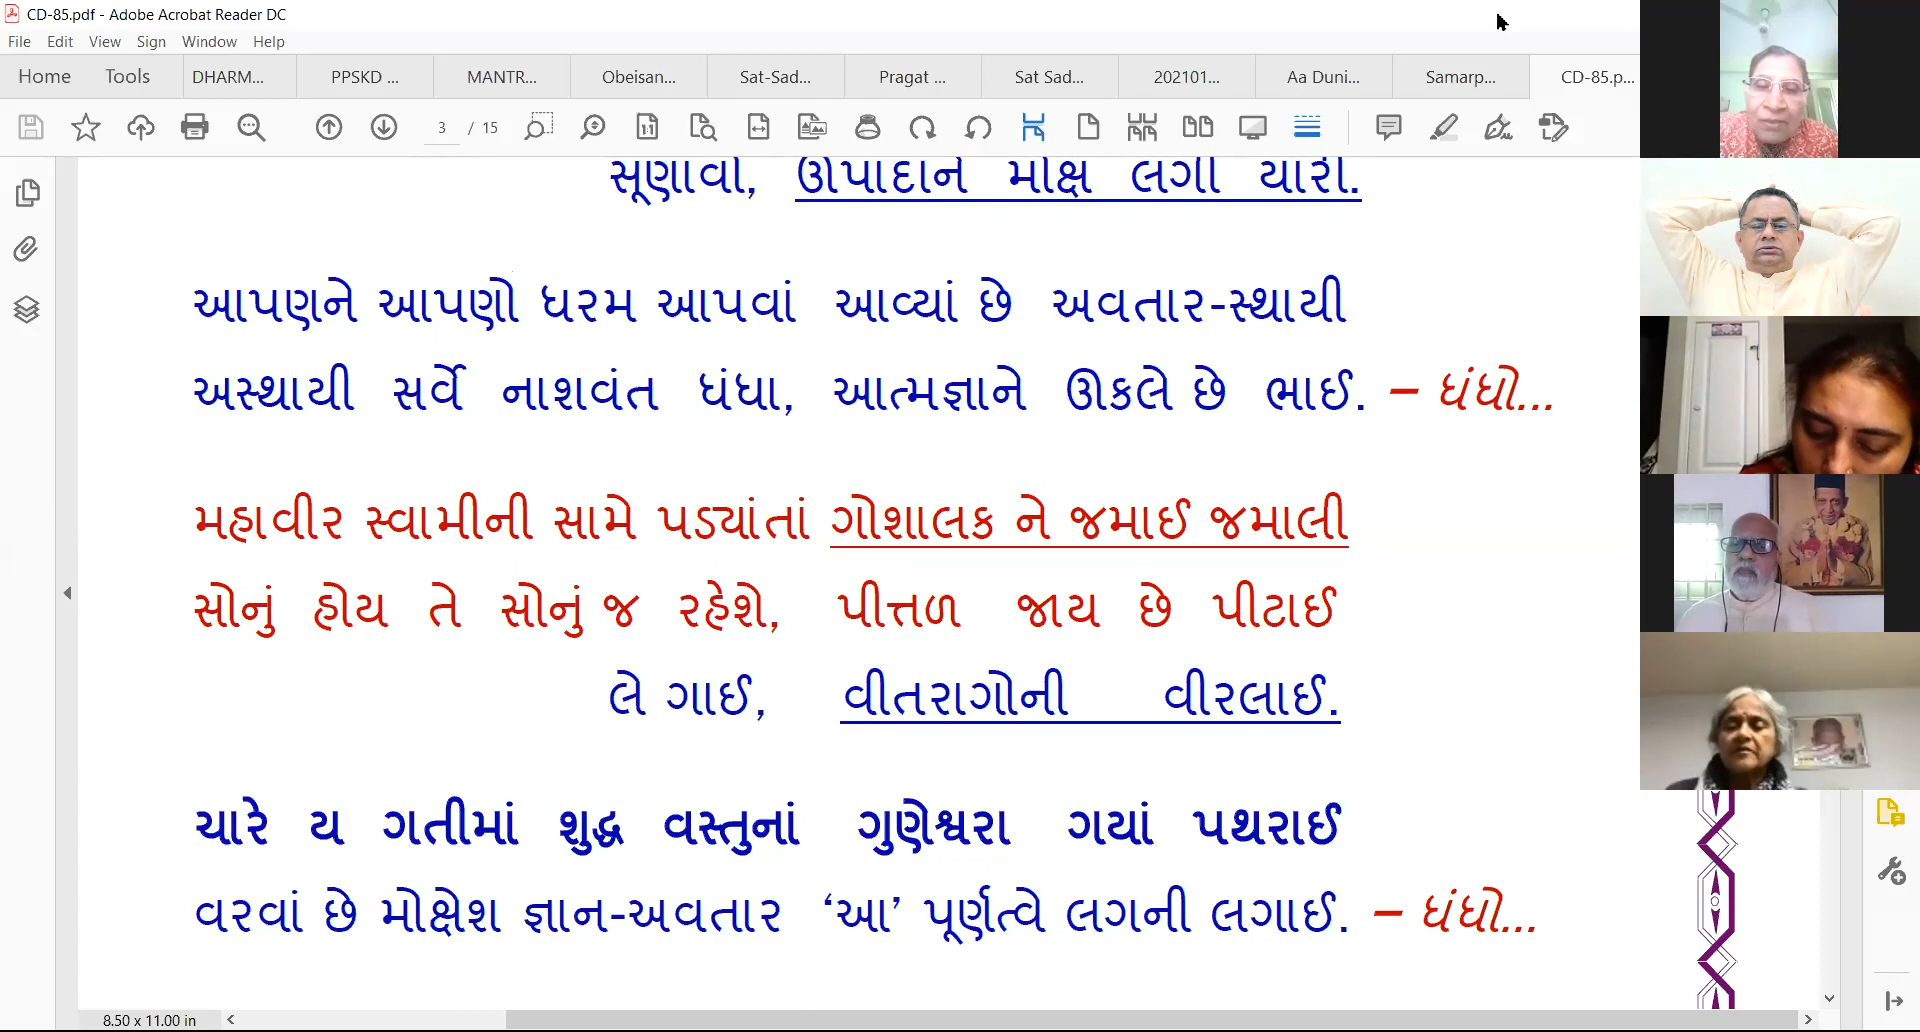 CD-85.pdf - Adobe Acrobat Reader DC
File Edit View Sign Window Help
Home Tools DHARM... PPSKD ... MANTR... Obeisan... Sat-Sad... Pragat ... Sat Sad... 202101... Aa Duni... Samarp... CD-85.p...
3 / 15
સૂણાવો, ઊપાદાને મોક્ષ લગી યારી.
આપણને આપણો ધરમ આપવાં આવ્યાં છે અવતાર-સ્થાયી
અસ્થાયી સર્વે નાશવંત ધંધા, આત્મજ્ઞાને ઊકલે છે ભાઈ. – ધંધો...
મહાવીર સ્વામીની સામે પડ્યાંતાં ગોશાલક ને જમાઈ જમાલી
સોનું હોય તે સોનું જ રહેશે, પીત્તળ જાય છે પીટાઈ
લે ગાઈ, વીતરાગોની વીરલાઈ.
ચારે ય ગતીમાં શુદ્ધ વસ્તુનાં ગુણેશ્વરા ગયાં પથરાઈ
વરવાં છે મોક્ષેશ જ્ઞાન-અવતાર ‘આ’ પૂર્ણત્વે લગની લગાઈ. – ધંધો...
8.50 x 11.00 in